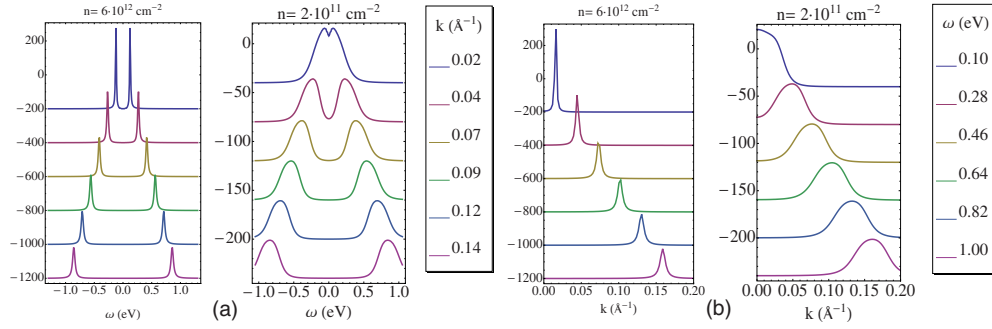 n= 6·10¹² cm⁻²
200
0
−200
−400
−600
−800
−1000
−1200
−1.0 −0.5 0.0 0.5 1.0
ω (eV)
n= 2·10¹¹ cm⁻²
0
−50
−100
−150
−200
−1.0 −0.5 0.0 0.5 1.0
ω (eV)
k (Å⁻¹)
0.02
0.04
0.07
0.09
0.12
0.14
(a)
n= 6·10¹² cm⁻²
200
0
−200
−400
−600
−800
−1000
−1200
0.00 0.05 0.10 0.15 0.20
k (Å⁻¹)
n= 2·10¹¹ cm⁻²
0
−50
−100
−150
−200
0.00 0.05 0.10 0.15 0.20
k (Å⁻¹)
ω (eV)
0.10
0.28
0.46
0.64
0.82
1.00
(b)